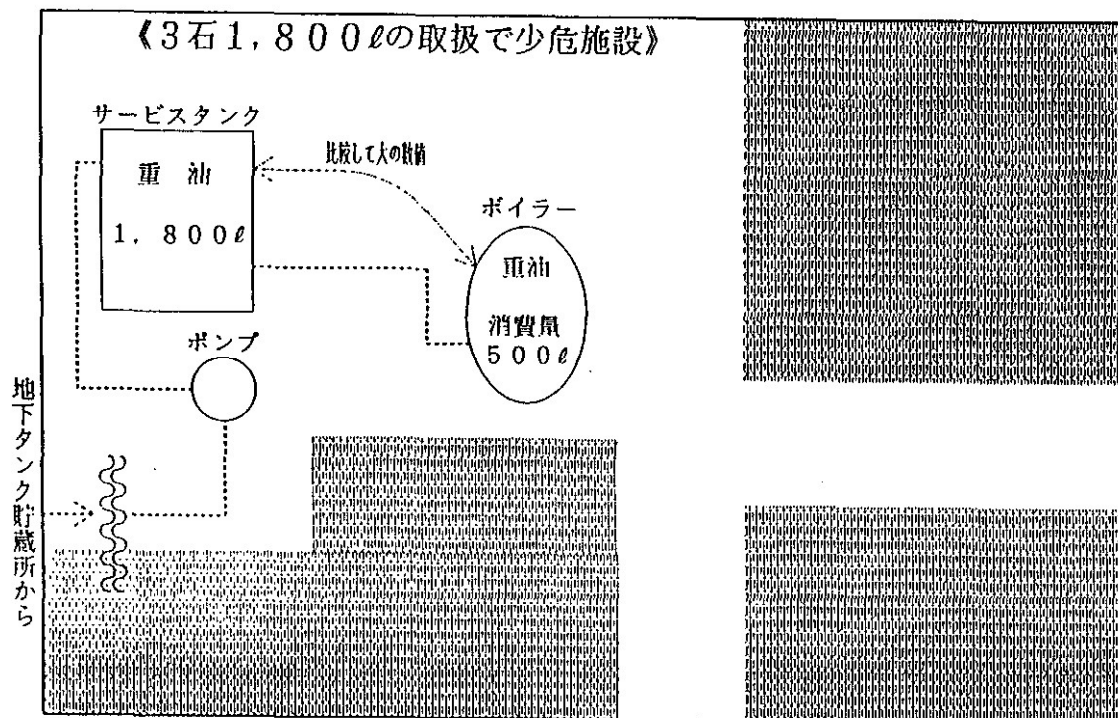 《3石1,800ℓの取扱で少危施設》
サービスタンク
重油
1,800ℓ
比較して大の数値
ボイラー
重油
消費量
500ℓ
ポンプ
地下タンク貯蔵所から